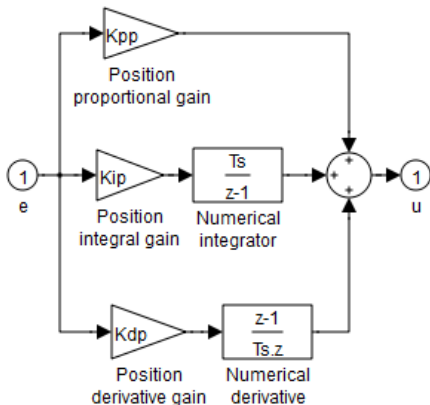 Kpp
Position
proportional gain
1
e
Kip
Position
integral gain
Ts
z-1
Numerical
integrator
+
+
+
1
u
Kdp
Position
derivative gain
z-1
Ts.z
Numerical
derivative